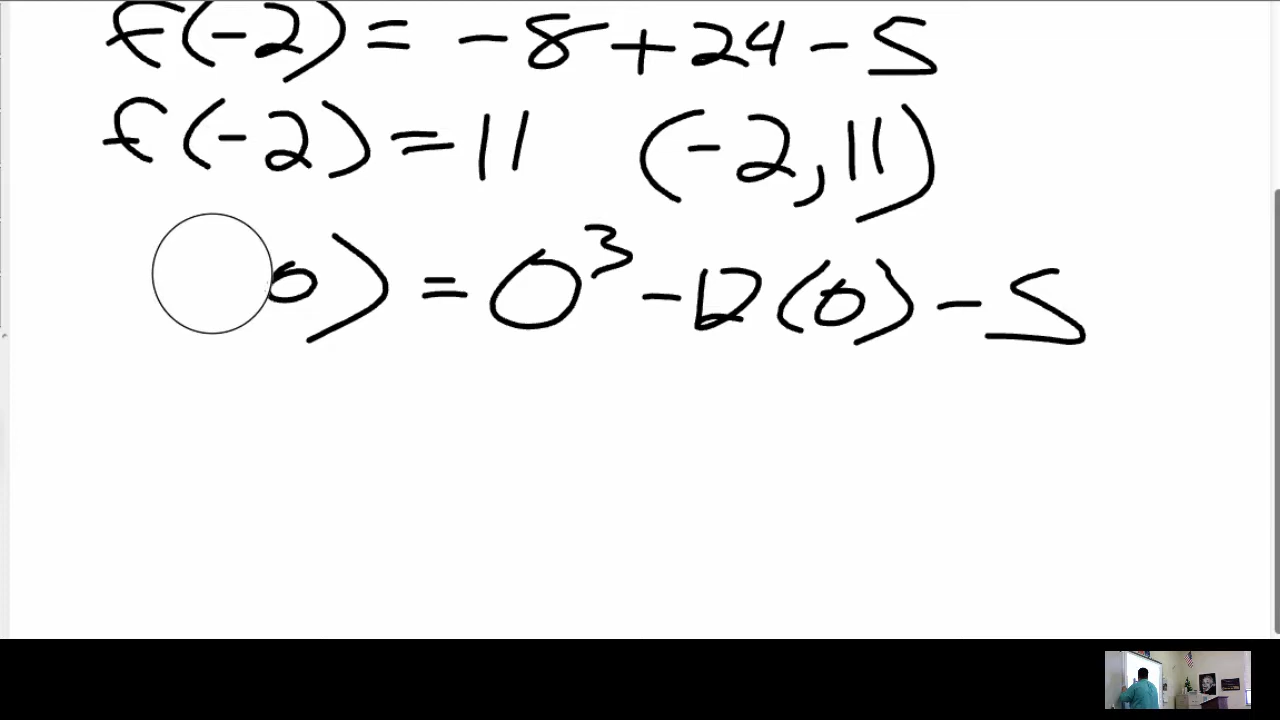 f(-2) = -8 + 24 - 5
f(-2) = 11 (-2, 11)
0) = 0³ - 12(0) - 5